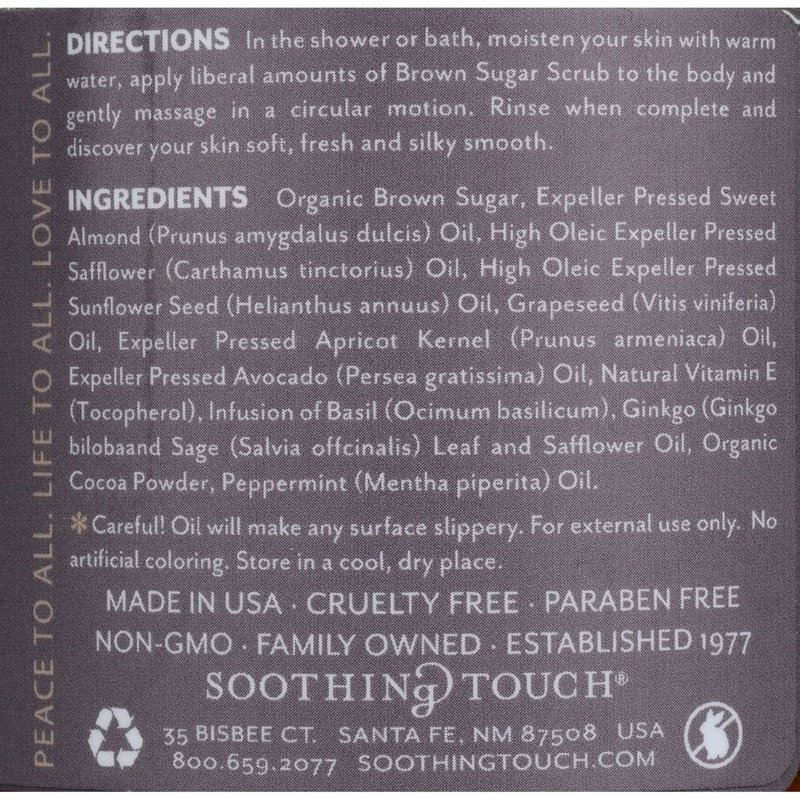 DIRECTIONS In the shower or bath, moisten your skin with warm
water, apply liberal amounts of Brown Sugar Scrub to the body and
gently massage in a circular motion. Rinse when complete and
discover your skin soft, fresh and silky smooth.
INGREDIENTS Organic Brown Sugar, Expeller Pressed Sweet
Almond (Prunus amygdalus dulcis) Oil, High Oleic Expeller Pressed
Safflower (Carthamus tinctorius) Oil, High Oleic Expeller Pressed
Sunflower Seed (Helianthus annuus) Oil, Grapeseed (Vitis viniferia)
Oil, Expeller Pressed Apricot Kernel (Prunus armeniaca) Oil,
Expeller Pressed Avocado (Persea gratissima) Oil, Natural Vitamin E
(Tocopherol), Infusion of Basil (Ocimum basilicum), Ginkgo (Ginkgo
bilobaand Sage (Salvia offcinalis) Leaf and Safflower Oil, Organic
Cocoa Powder, Peppermint (Mentha piperita) Oil.
*Careful! Oil will make any surface slippery. For external use only. No
artificial coloring. Store in a cool, dry place.
MADE IN USA · CRUELTY FREE · PARABEN FREE
NON-GMO · FAMILY OWNED · ESTABLISHED 1977
SOOTHING TOUCH®
35 BISBEE CT. SANTA FE, NM 87508 USA
800.659.2077 SOOTHINGTOUCH.COM
PEACE TO ALL. LIFE TO ALL. LOVE TO ALL.